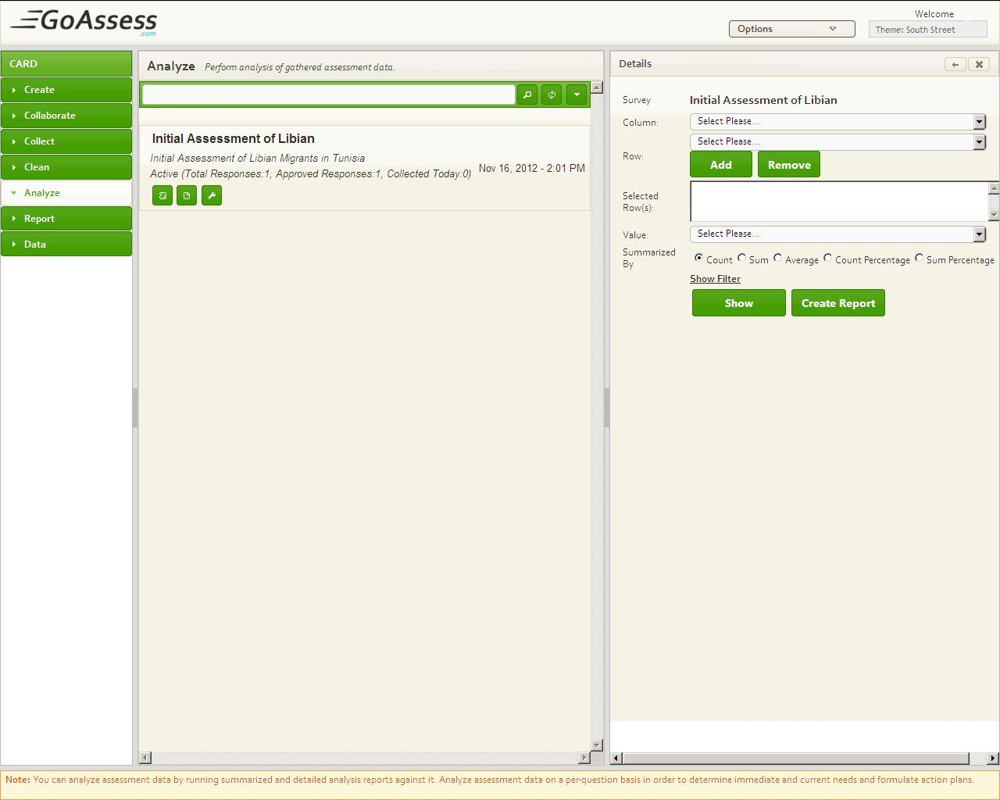 GoAssess
.com
Welcome
Options
Theme: South Street
CARD
Create
Collaborate
Collect
Clean
Analyze
Report
Data
Analyze Perform analysis of gathered assessment data.
Initial Assessment of Libian
Initial Assessment of Libian Migrants in Tunisia
Active (Total Responses:1, Approved Responses:1, Collected Today:0)
Nov 16, 2012 - 2:01 PM
Details
Survey Initial Assessment of Libian
Column: Select Please....
Select Please....
Row:
Add Remove
Selected
Row(s):
Value: Select Please....
Summarized
By
Count Sum Average Count Percentage Sum Percentage
Show Filter
Show Create Report
Note: You can analyze assessment data by running summarized and detailed analysis reports against it. Analyze assessment data on a per-question basis in order to determine immediate and current needs and formulate action plans.